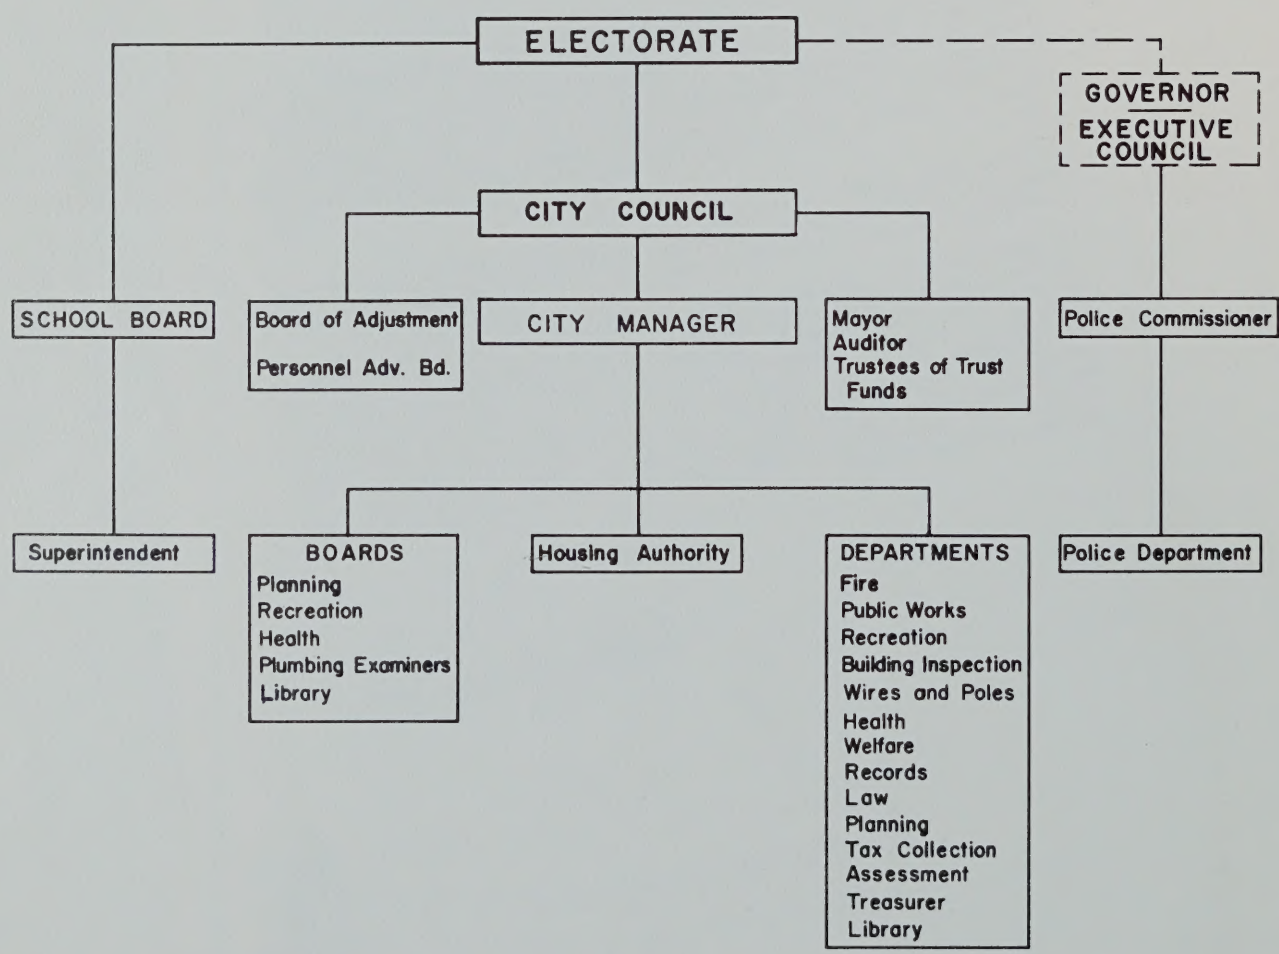 ELECTORATE
GOVERNOR
EXECUTIVE
COUNCIL
CITY COUNCIL
SCHOOL BOARD
Board of Adjustment
Personnel Adv. Bd.
CITY MANAGER
Mayor
Auditor
Trustees of Trust
Funds
Police Commissioner
Superintendent
BOARDS
Planning
Recreation
Health
Plumbing Examiners
Library
Housing Authority
DEPARTMENTS
Fire
Public Works
Recreation
Building Inspection
Wires and Poles
Health
Welfare
Records
Law
Planning
Tax Collection
Assessment
Treasurer
Library
Police Department